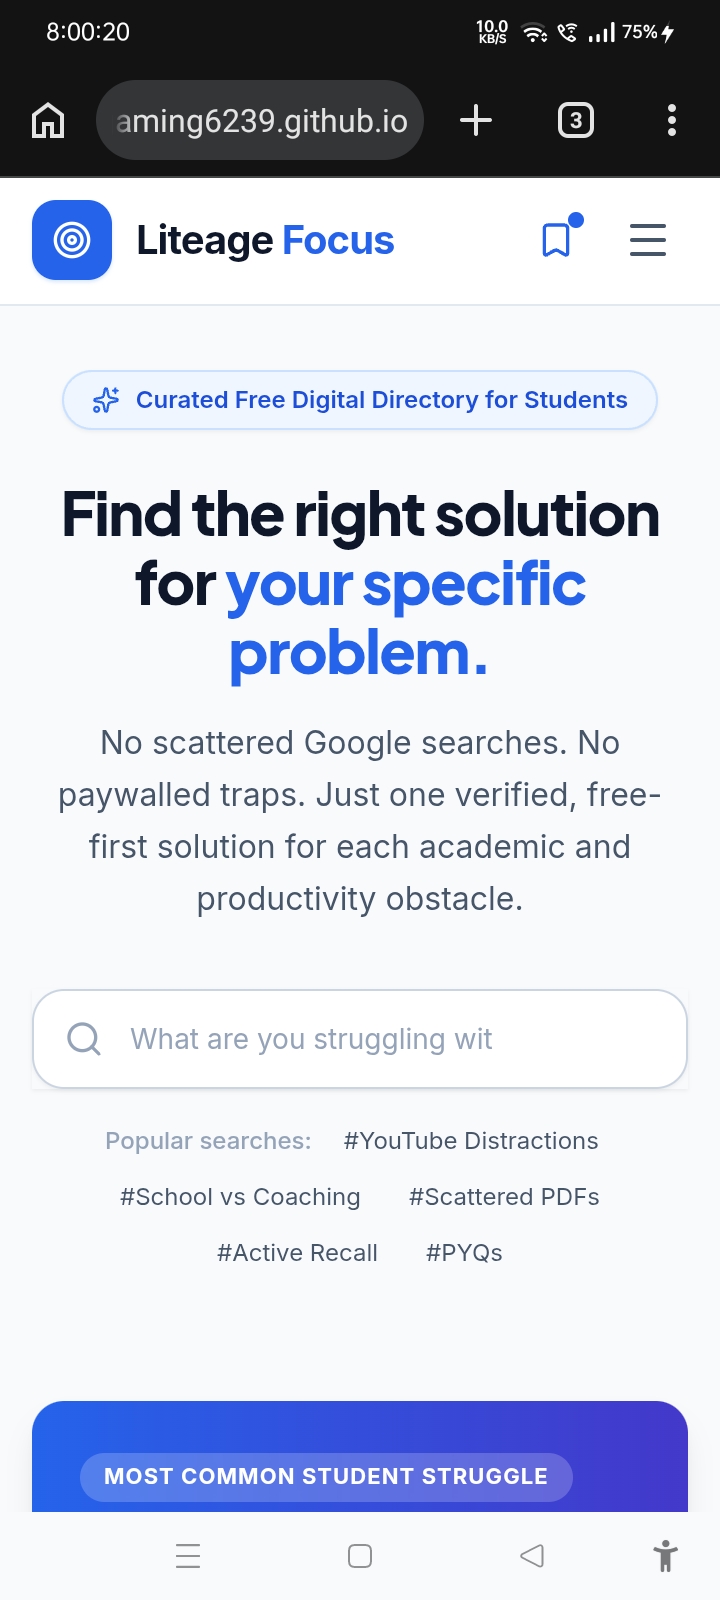 8:00:20
10.0
KB/S
75%
aming6239.github.io
3
Liteage Focus
Curated Free Digital Directory for Students
Find the right solution
for your specific
problem.
No scattered Google searches. No
paywalled traps. Just one verified, free-
first solution for each academic and
productivity obstacle.
What are you struggling wit
Popular searches: #YouTube Distractions
#School vs Coaching #Scattered PDFs
#Active Recall #PYQs
MOST COMMON STUDENT STRUGGLE